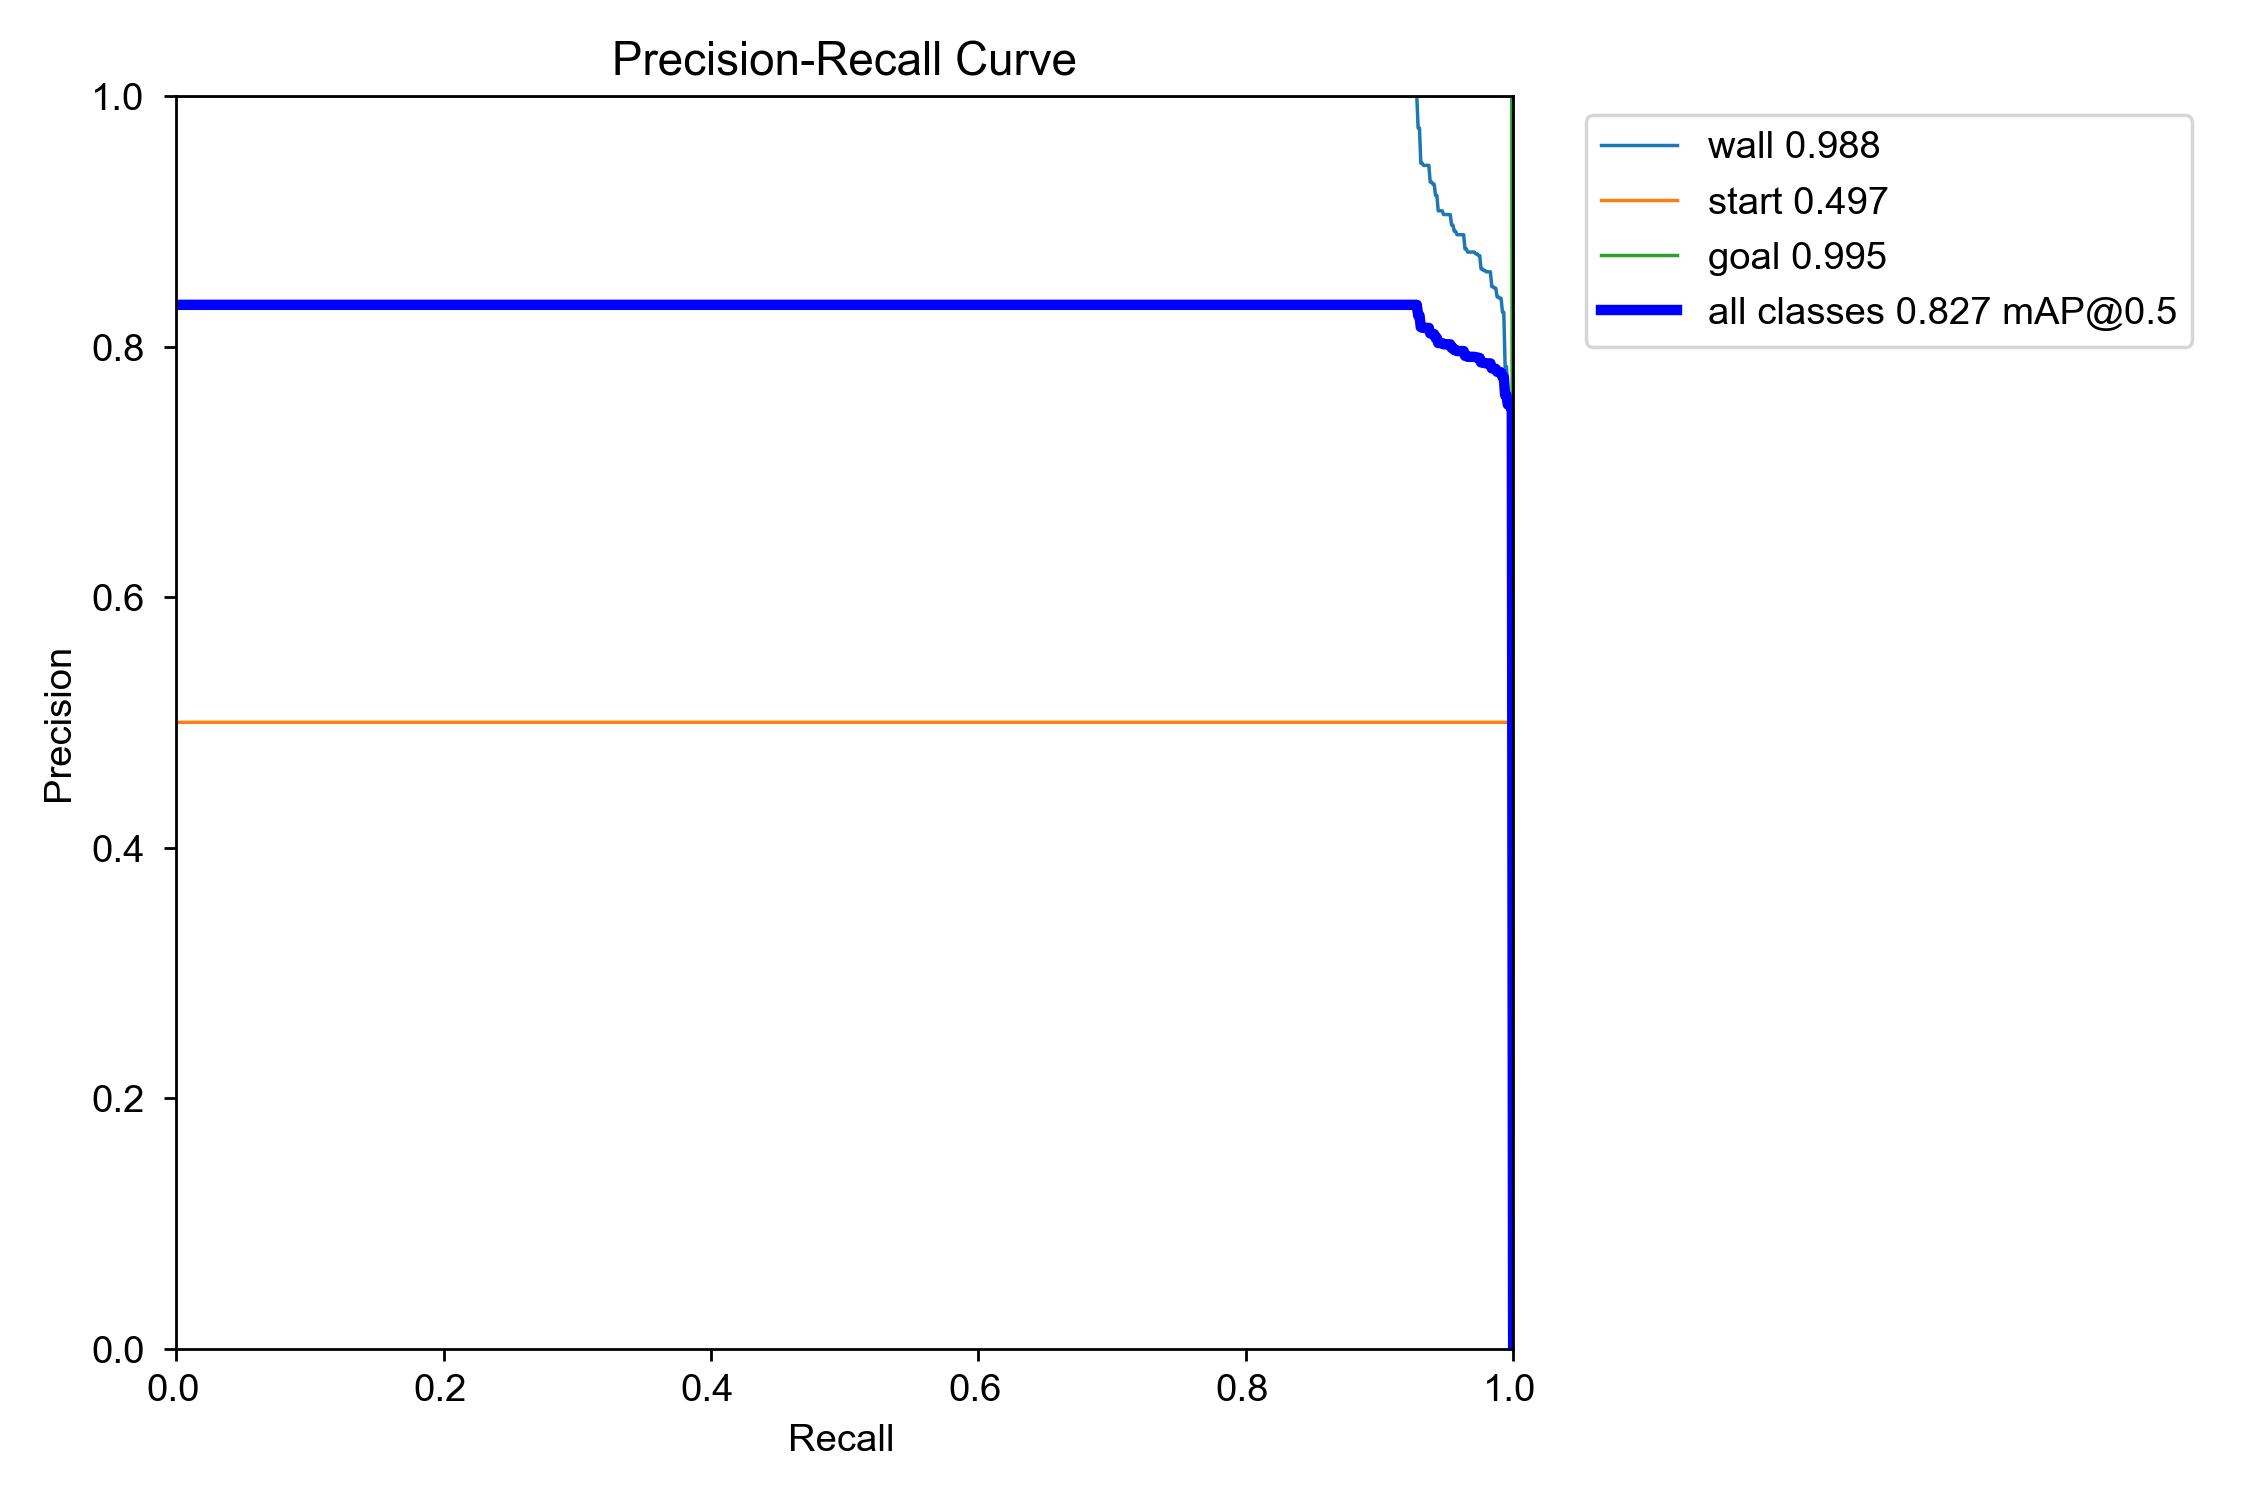 Precision-Recall Curve
1.0
0.8
0.6
0.4
0.2
0.0
Precision
0.0 0.2 0.4 0.6 0.8 1.0
Recall
wall 0.988
start 0.497
goal 0.995
all classes 0.827 mAP@0.5